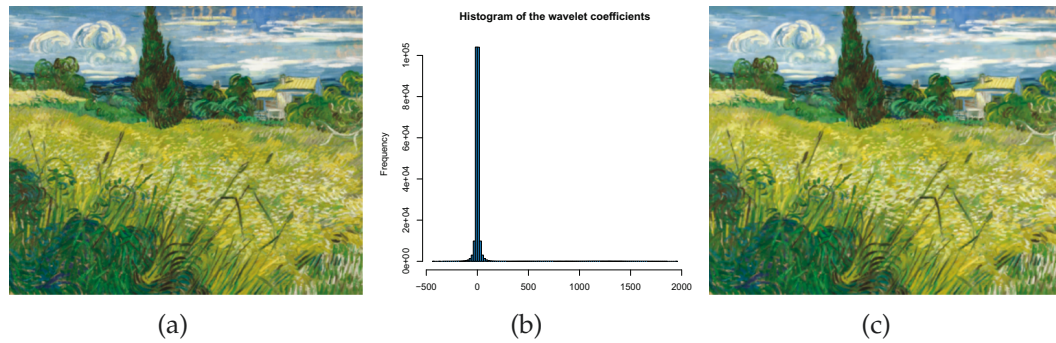 Histogram of the wavelet coefficients
Frequency
0e+00 2e+04 4e+04 6e+04 8e+04 1e+05
−500 0 500 1000 1500 2000
(a) (b) (c)